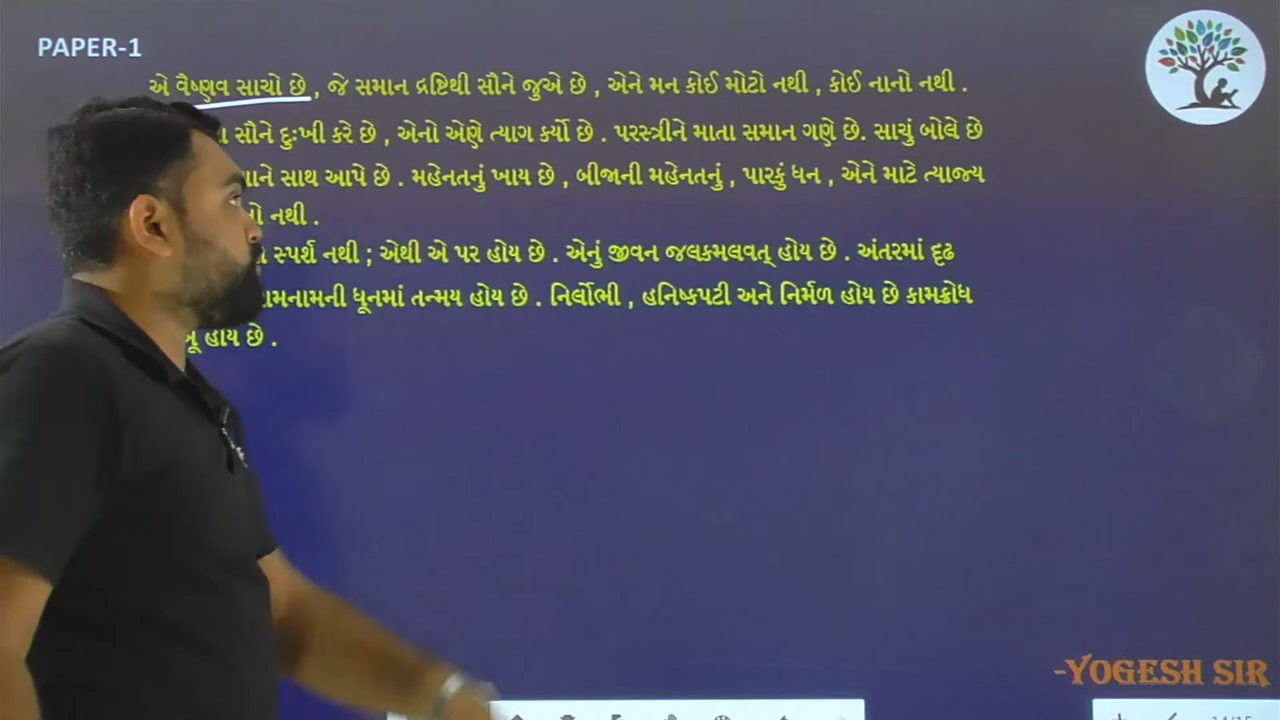 PAPER-1
એ વૈષ્ણવ સાચો છે , જે સમાન દ્રષ્ટિથી સૌને જુએ છે , એને મન કોઈ મોટો નથી , કોઈ નાનો નથી .
સૌને દુઃખી કરે છે , એનો એણે ત્યાગ કર્યો છે . પરસ્ત્રીને માતા સમાન ગણે છે. સાચું બોલે છે
સાથ આપે છે . મહેનતનું ખાય છે , બીજાની મહેનતનું , પારકું ધન , એને માટે ત્યાજ્ય
નથી .
સ્પર્શ નથી ; એથી એ પર હોય છે . એનું જીવન જલકમલવત્ હોય છે . અંતરમાં દૃઢ
ધૂનમાં તન્મય હોય છે . નિર્લોભી , હનિષ્કપટી અને નિર્મળ હોય છે કામક્રોધ
હોય છે .
-YOGESH SIR
14/15